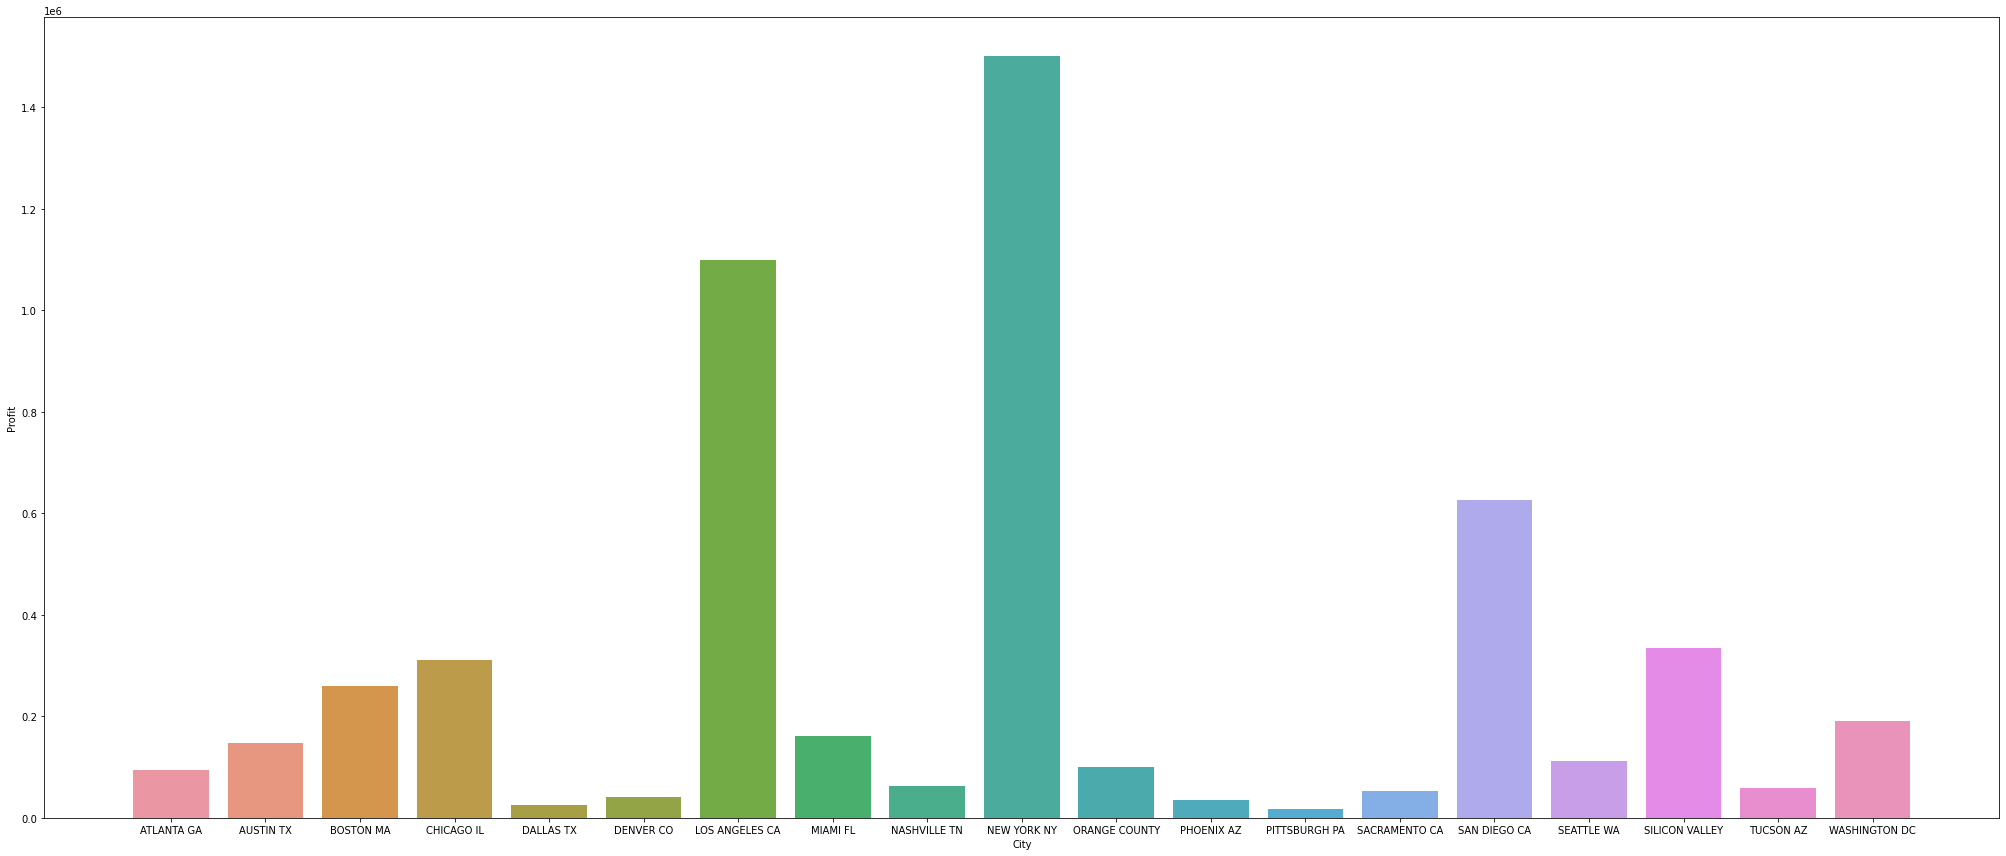 1e6
1.4
1.2
1.0
0.8
0.6
0.4
0.2
0.0
Profit
ATLANTA GA AUSTIN TX BOSTON MA CHICAGO IL DALLAS TX DENVER CO LOS ANGELES CA MIAMI FL NASHVILLE TN NEW YORK NY ORANGE COUNTY PHOENIX AZ PITTSBURGH PA SACRAMENTO CA SAN DIEGO CA SEATTLE WA SILICON VALLEY TUCSON AZ WASHINGTON DC
City